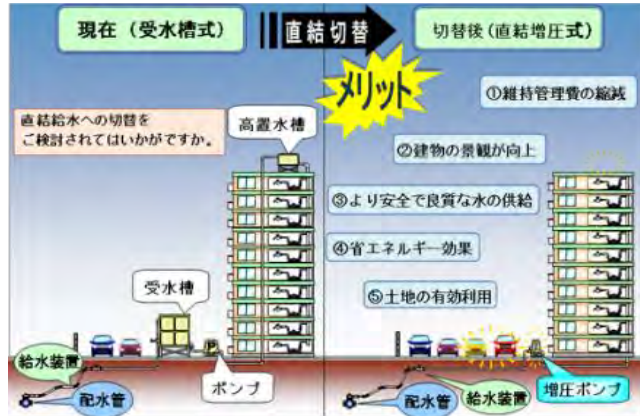 現在（受水槽式）
直結切替
切替後（直結増圧式）
メリット
①維持管理費の縮減
直結給水への切替を
ご検討されてはいかがですか。
高置水槽
②建物の景観が向上
③より安全で良質な水の供給
④省エネルギー効果
受水槽
⑤土地の有効利用
P
給水装置
ポンプ
配水管
増圧ポンプ
給水装置
配水管